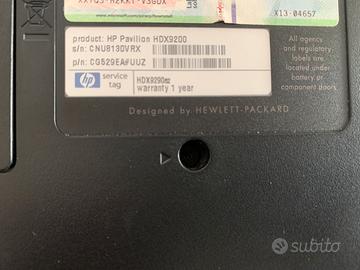 product: HP Pavilion HDX9200
s/n: CNU8130VRX
p/n: CG529EA#UUZ
hp
service
tag
HDX9290ez
warranty 1 year
All agency
and regulatory
labels are
located under
battery or
component doors.
X13-04657
Designed by HEWLETT-PACKARD
subito